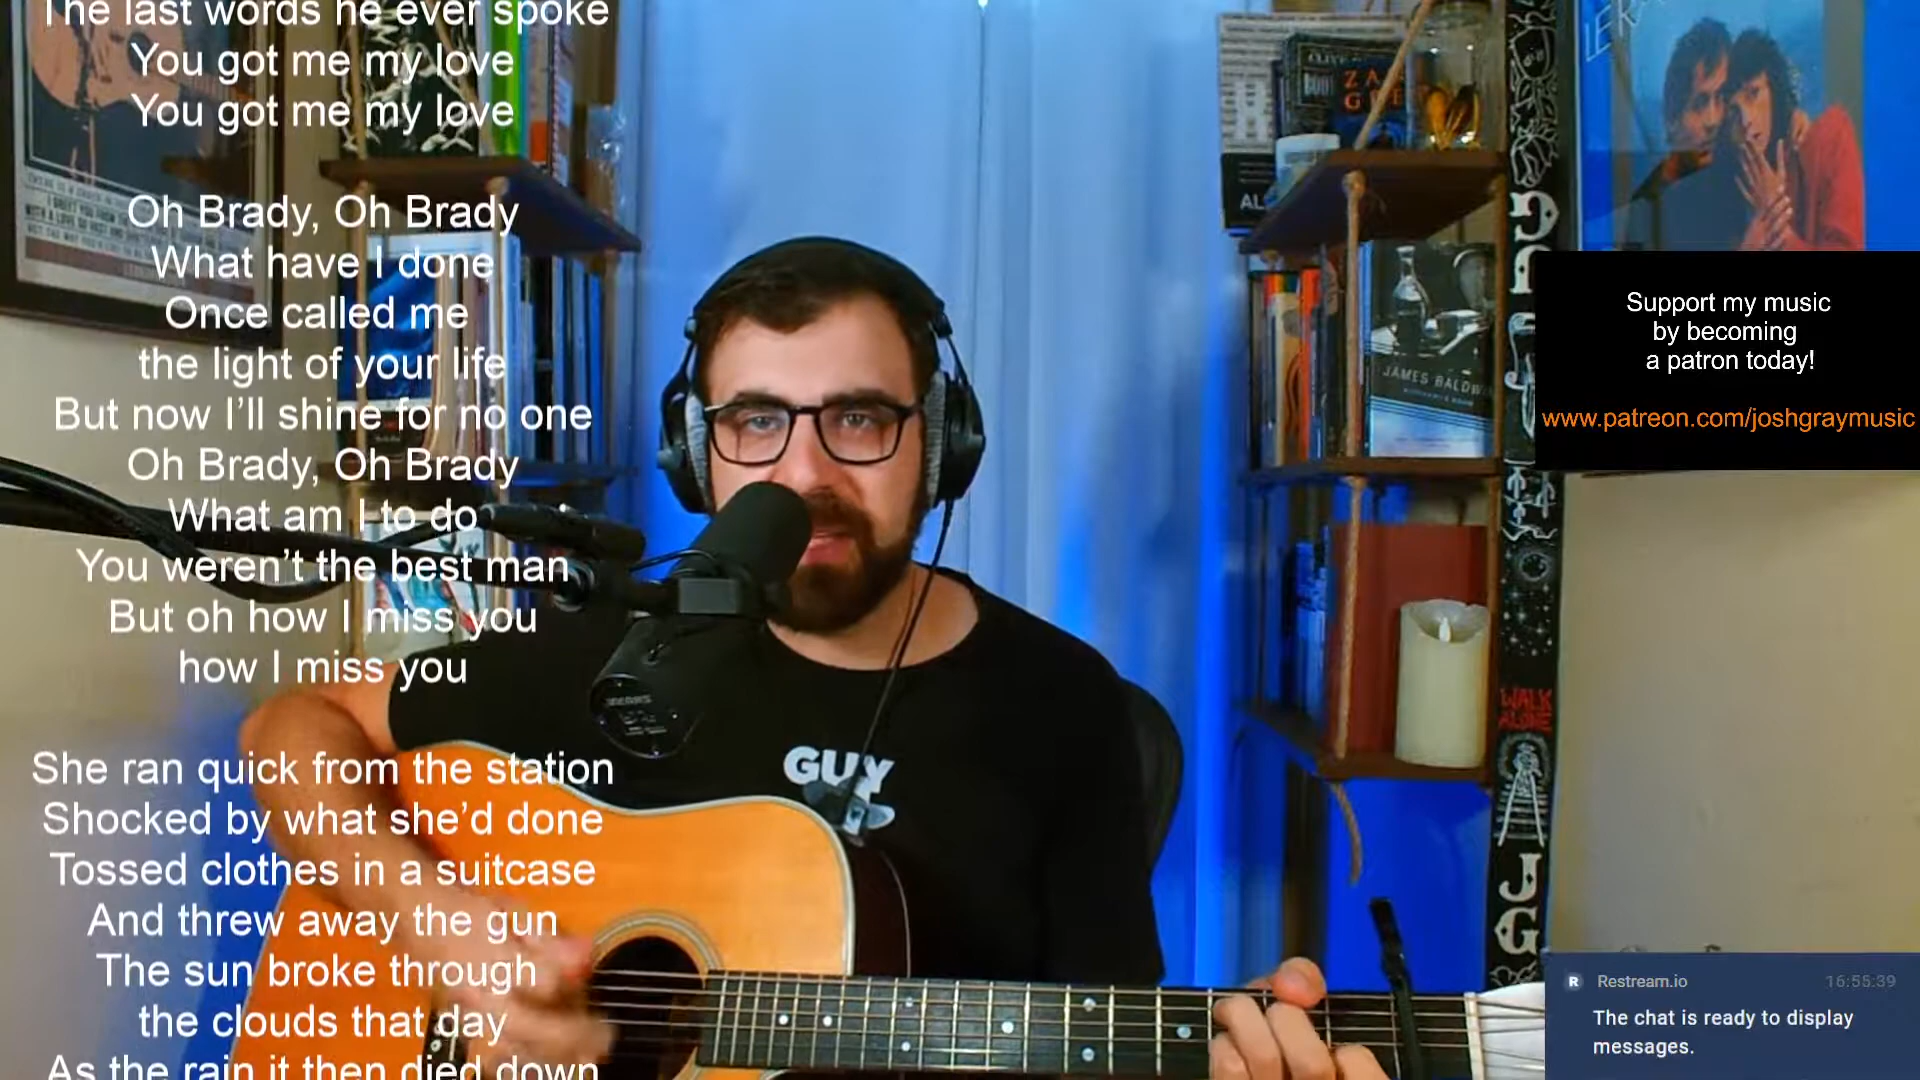 The last words he ever spoke
You got me my love
You got me my love
Oh Brady, Oh Brady
What have I done
Once called me
the light of your life
But now I’ll shine for no one
Oh Brady, Oh Brady
What am I to do
You weren’t the best man
But oh how I miss you
how I miss you
She ran quick from the station
Shocked by what she’d done
Tossed clothes in a suitcase
And threw away the gun
The sun broke through
the clouds that day
As the rain it then died down
GUY
JAMES BALDW
Support my music
by becoming
a patron today!
www.patreon.com/joshgraymusic
WALK
ALONE
JG
R Restream.io 16:55:39
The chat is ready to display
messages.